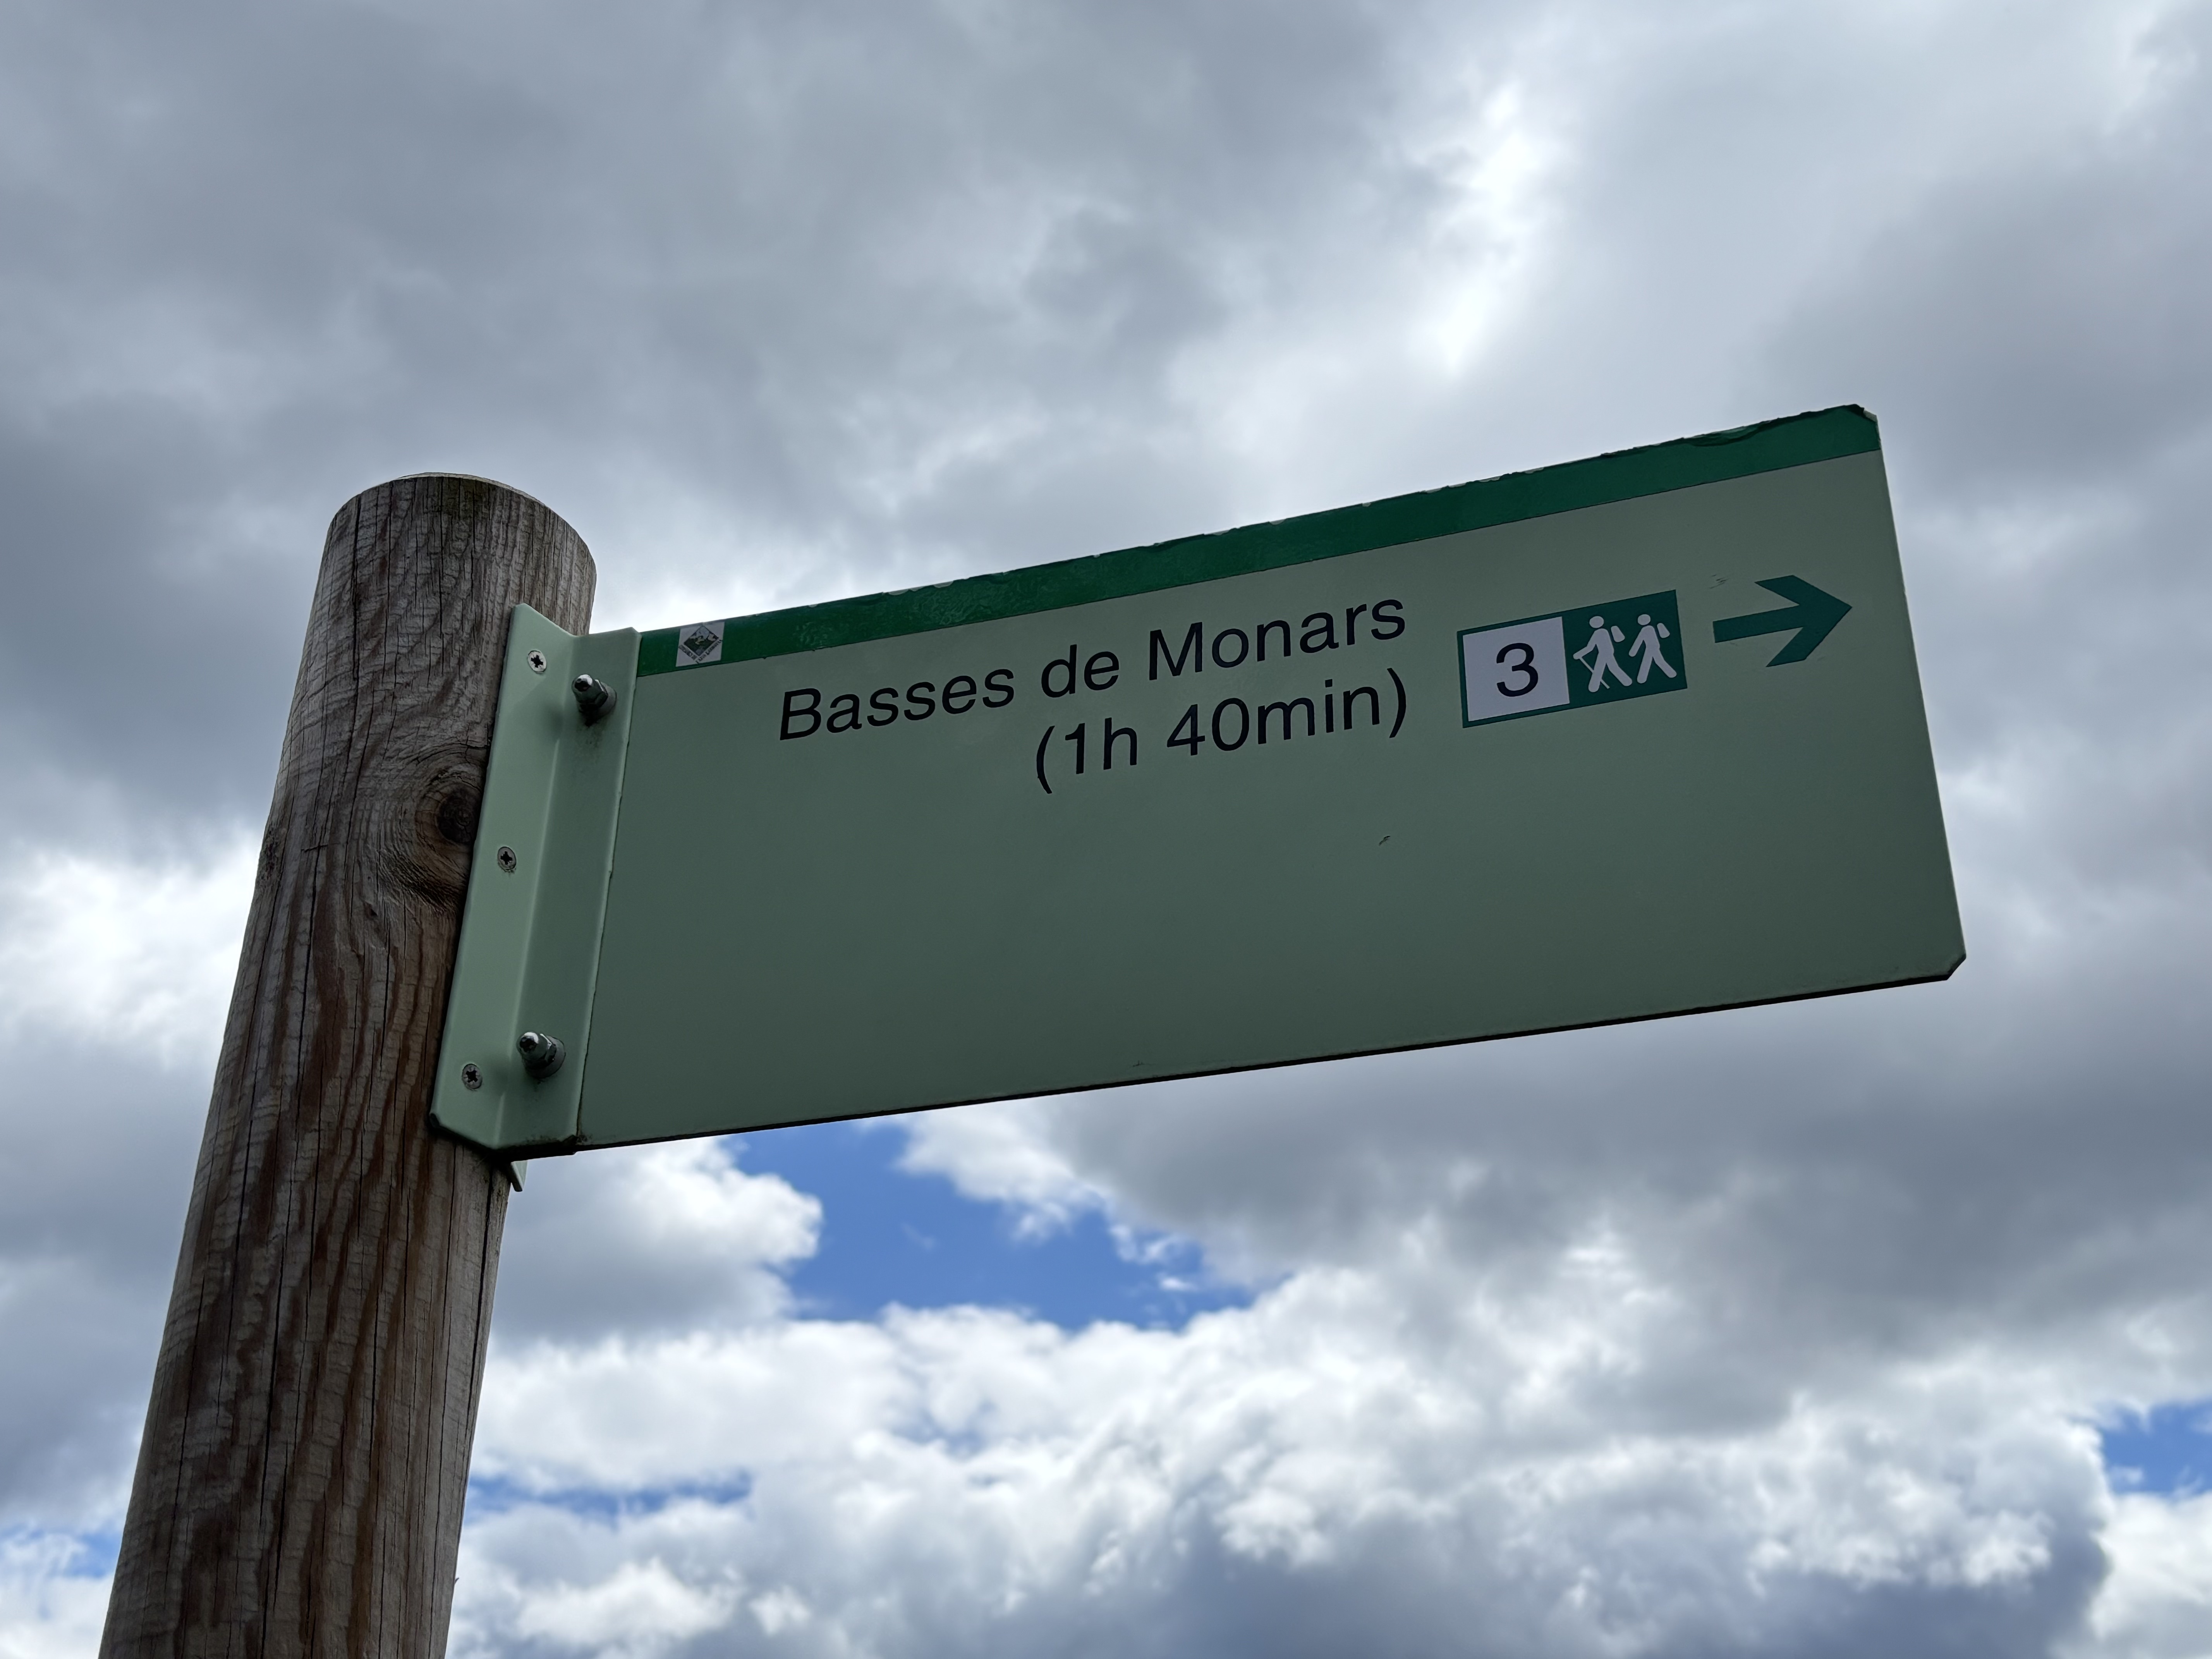 Basses de Monars
(1h 40min)
3